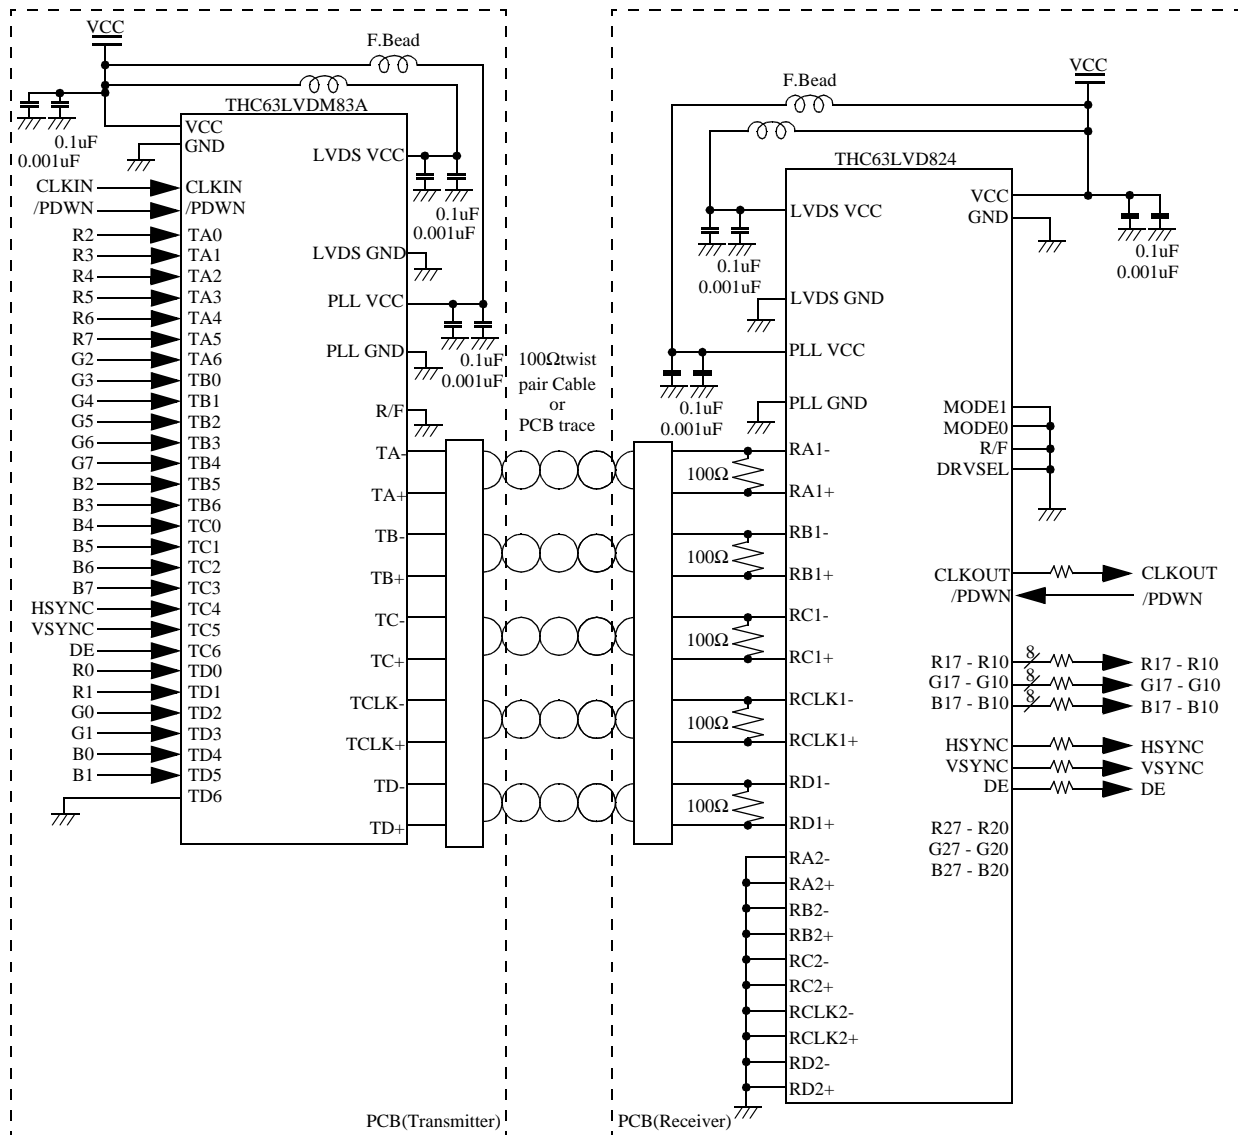 VCC
F.Bead
THC63LVDM83A
0.1uF
0.001uF
VCC
GND
CLKIN
/PDWN
R2
R3
R4
R5
R6
R7
G2
G3
G4
G5
G6
G7
B2
B3
B4
B5
B6
B7
HSYNC
VSYNC
DE
R0
R1
G0
G1
B0
B1
CLKIN
/PDWN
TA0
TA1
TA2
TA3
TA4
TA5
TA6
TB0
TB1
TB2
TB3
TB4
TB5
TB6
TC0
TC1
TC2
TC3
TC4
TC5
TC6
TD0
TD1
TD2
TD3
TD4
TD5
TD6
LVDS VCC
0.1uF
0.001uF
LVDS GND
PLL VCC
0.1uF
0.001uF
PLL GND
R/F
TA-
TA+
TB-
TB+
TC-
TC+
TCLK-
TCLK+
TD-
TD+
PCB(Transmitter)
100Ωtwist
pair Cable
or
PCB trace
F.Bead
VCC
THC63LVD824
LVDS VCC
0.1uF
0.001uF
LVDS GND
PLL VCC
0.1uF
0.001uF
PLL GND
100Ω
100Ω
100Ω
100Ω
100Ω
RA1-
RA1+
RB1-
RB1+
RC1-
RC1+
RCLK1-
RCLK1+
RD1-
RD1+
RA2-
RA2+
RB2-
RB2+
RC2-
RC2+
RCLK2-
RCLK2+
RD2-
RD2+
VCC
GND
0.1uF
0.001uF
MODE1
MODE0
R/F
DRVSEL
CLKOUT
/PDWN
R17 - R10
G17 - G10
B17 - B10
HSYNC
VSYNC
DE
R27 - R20
G27 - G20
B27 - B20
8
8
8
CLKOUT
/PDWN
R17 - R10
G17 - G10
B17 - B10
HSYNC
VSYNC
DE
PCB(Receiver)